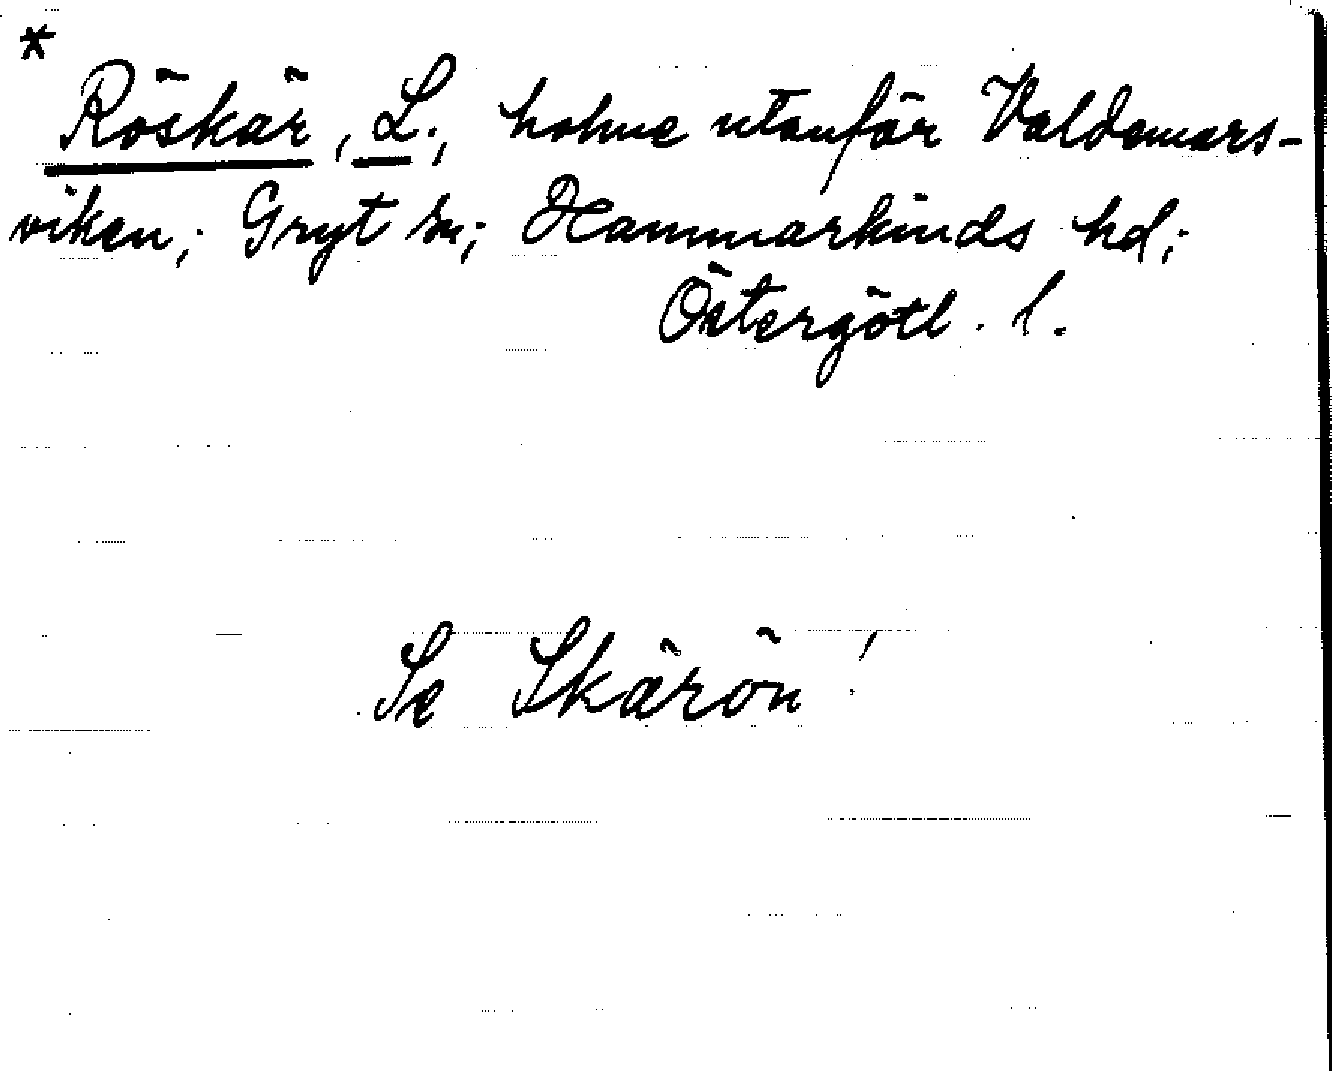 *
Röskär, L., holme utanför Valdemars-
viken; Gryt sn; Hammarkinds hd;
Östergötl. l.
Se Skärön!